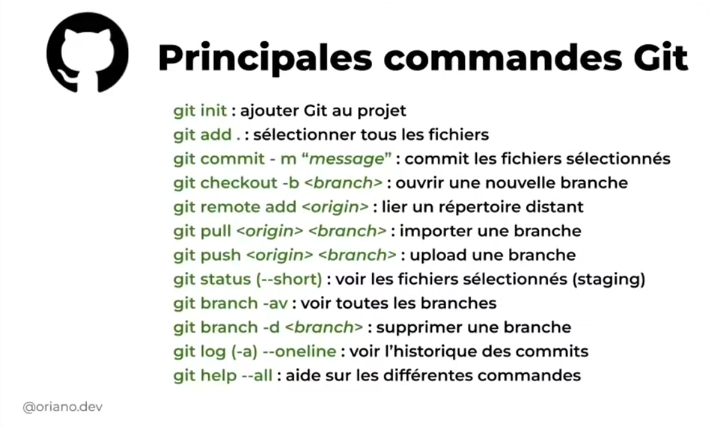 Principales commandes Git
git init : ajouter Git au projet
git add . : sélectionner tous les fichiers
git commit - m “message” : commit les fichiers sélectionnés
git checkout -b <branch> : ouvrir une nouvelle branche
git remote add <origin> : lier un répertoire distant
git pull <origin> <branch> : importer une branche
git push <origin> <branch> : upload une branche
git status (--short) : voir les fichiers sélectionnés (staging)
git branch -av : voir toutes les branches
git branch -d <branch> : supprimer une branche
git log (-a) --oneline : voir l’historique des commits
git help --all : aide sur les différentes commandes
@oriano.dev